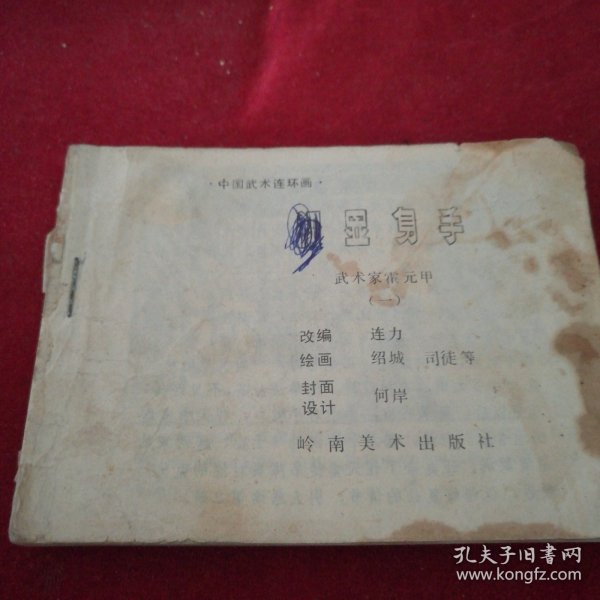 ·中国武术连环画·
初显身手
武术家霍元甲
(一)
改编 连力
绘画 绍城 司徒等
封面
设计 何岸
岭南美术出版社
孔夫子旧书网
www.kongfz.com